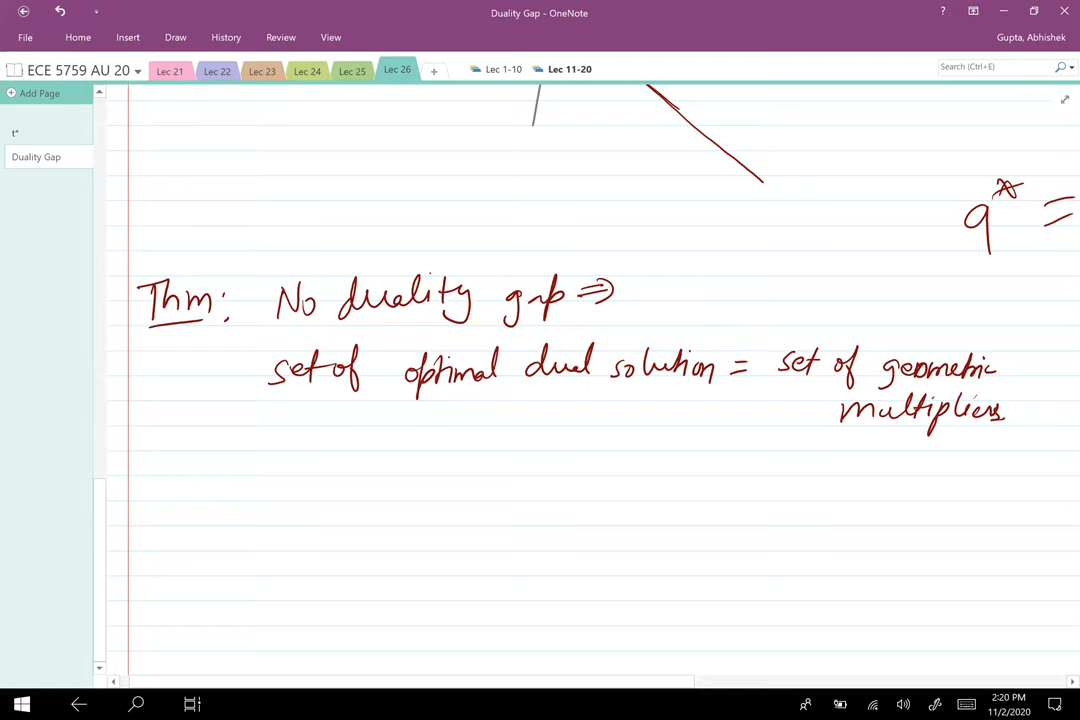 Duality Gap - OneNote
?
File Home Insert Draw History Review View
Gupta, Abhishek
ECE 5759 AU 20
Lec 21 Lec 22 Lec 23 Lec 24 Lec 25 Lec 26 +
Lec 1-10 Lec 11-20
Search (Ctrl+E)
Add Page
t*
Duality Gap
q* =
Thm: No duality gap ⇒
set of optimal dual solution = set of geometric
multipliers
2:20 PM
11/2/2020